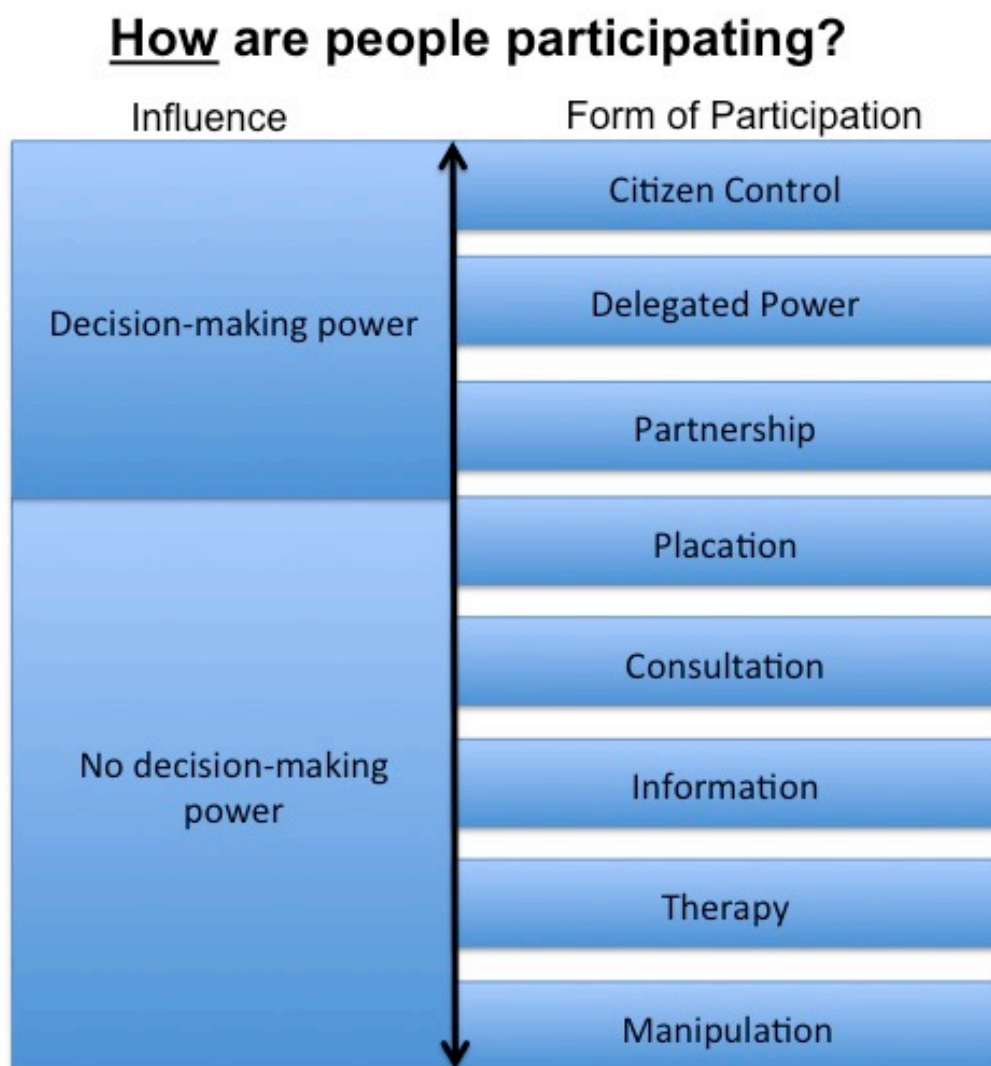 How are people participating?
Influence
Form of Participation
Decision-making power
Citizen Control
Delegated Power
Partnership
No decision-making
power
Placation
Consultation
Information
Therapy
Manipulation